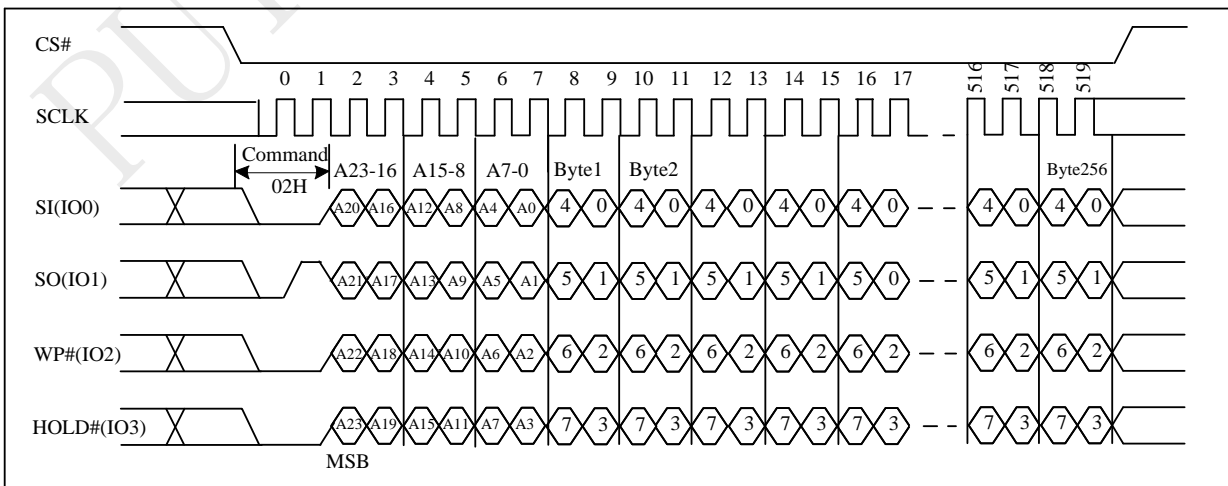 PUY
CS#
0 1 2 3 4 5 6 7 8 9 10 11 12 13 14 15 16 17 516 517 518 519
SCLK
Command
02H
A23-16 A15-8 A7-0 Byte1 Byte2 Byte256
SI(IO0) A20 A16 A12 A8 A4 A0 4 0 4 0 4 0 4 0 4 0 4 0 4 0
SO(IO1) A21 A17 A13 A9 A5 A1 5 1 5 1 5 1 5 1 5 0 5 1 5 1
WP#(IO2) A22 A18 A14 A10 A6 A2 6 2 6 2 6 2 6 2 6 2 6 2 6 2
HOLD#(IO3) A23 A19 A15 A11 A7 A3 7 3 7 3 7 3 7 3 7 3 7 3 7 3
MSB